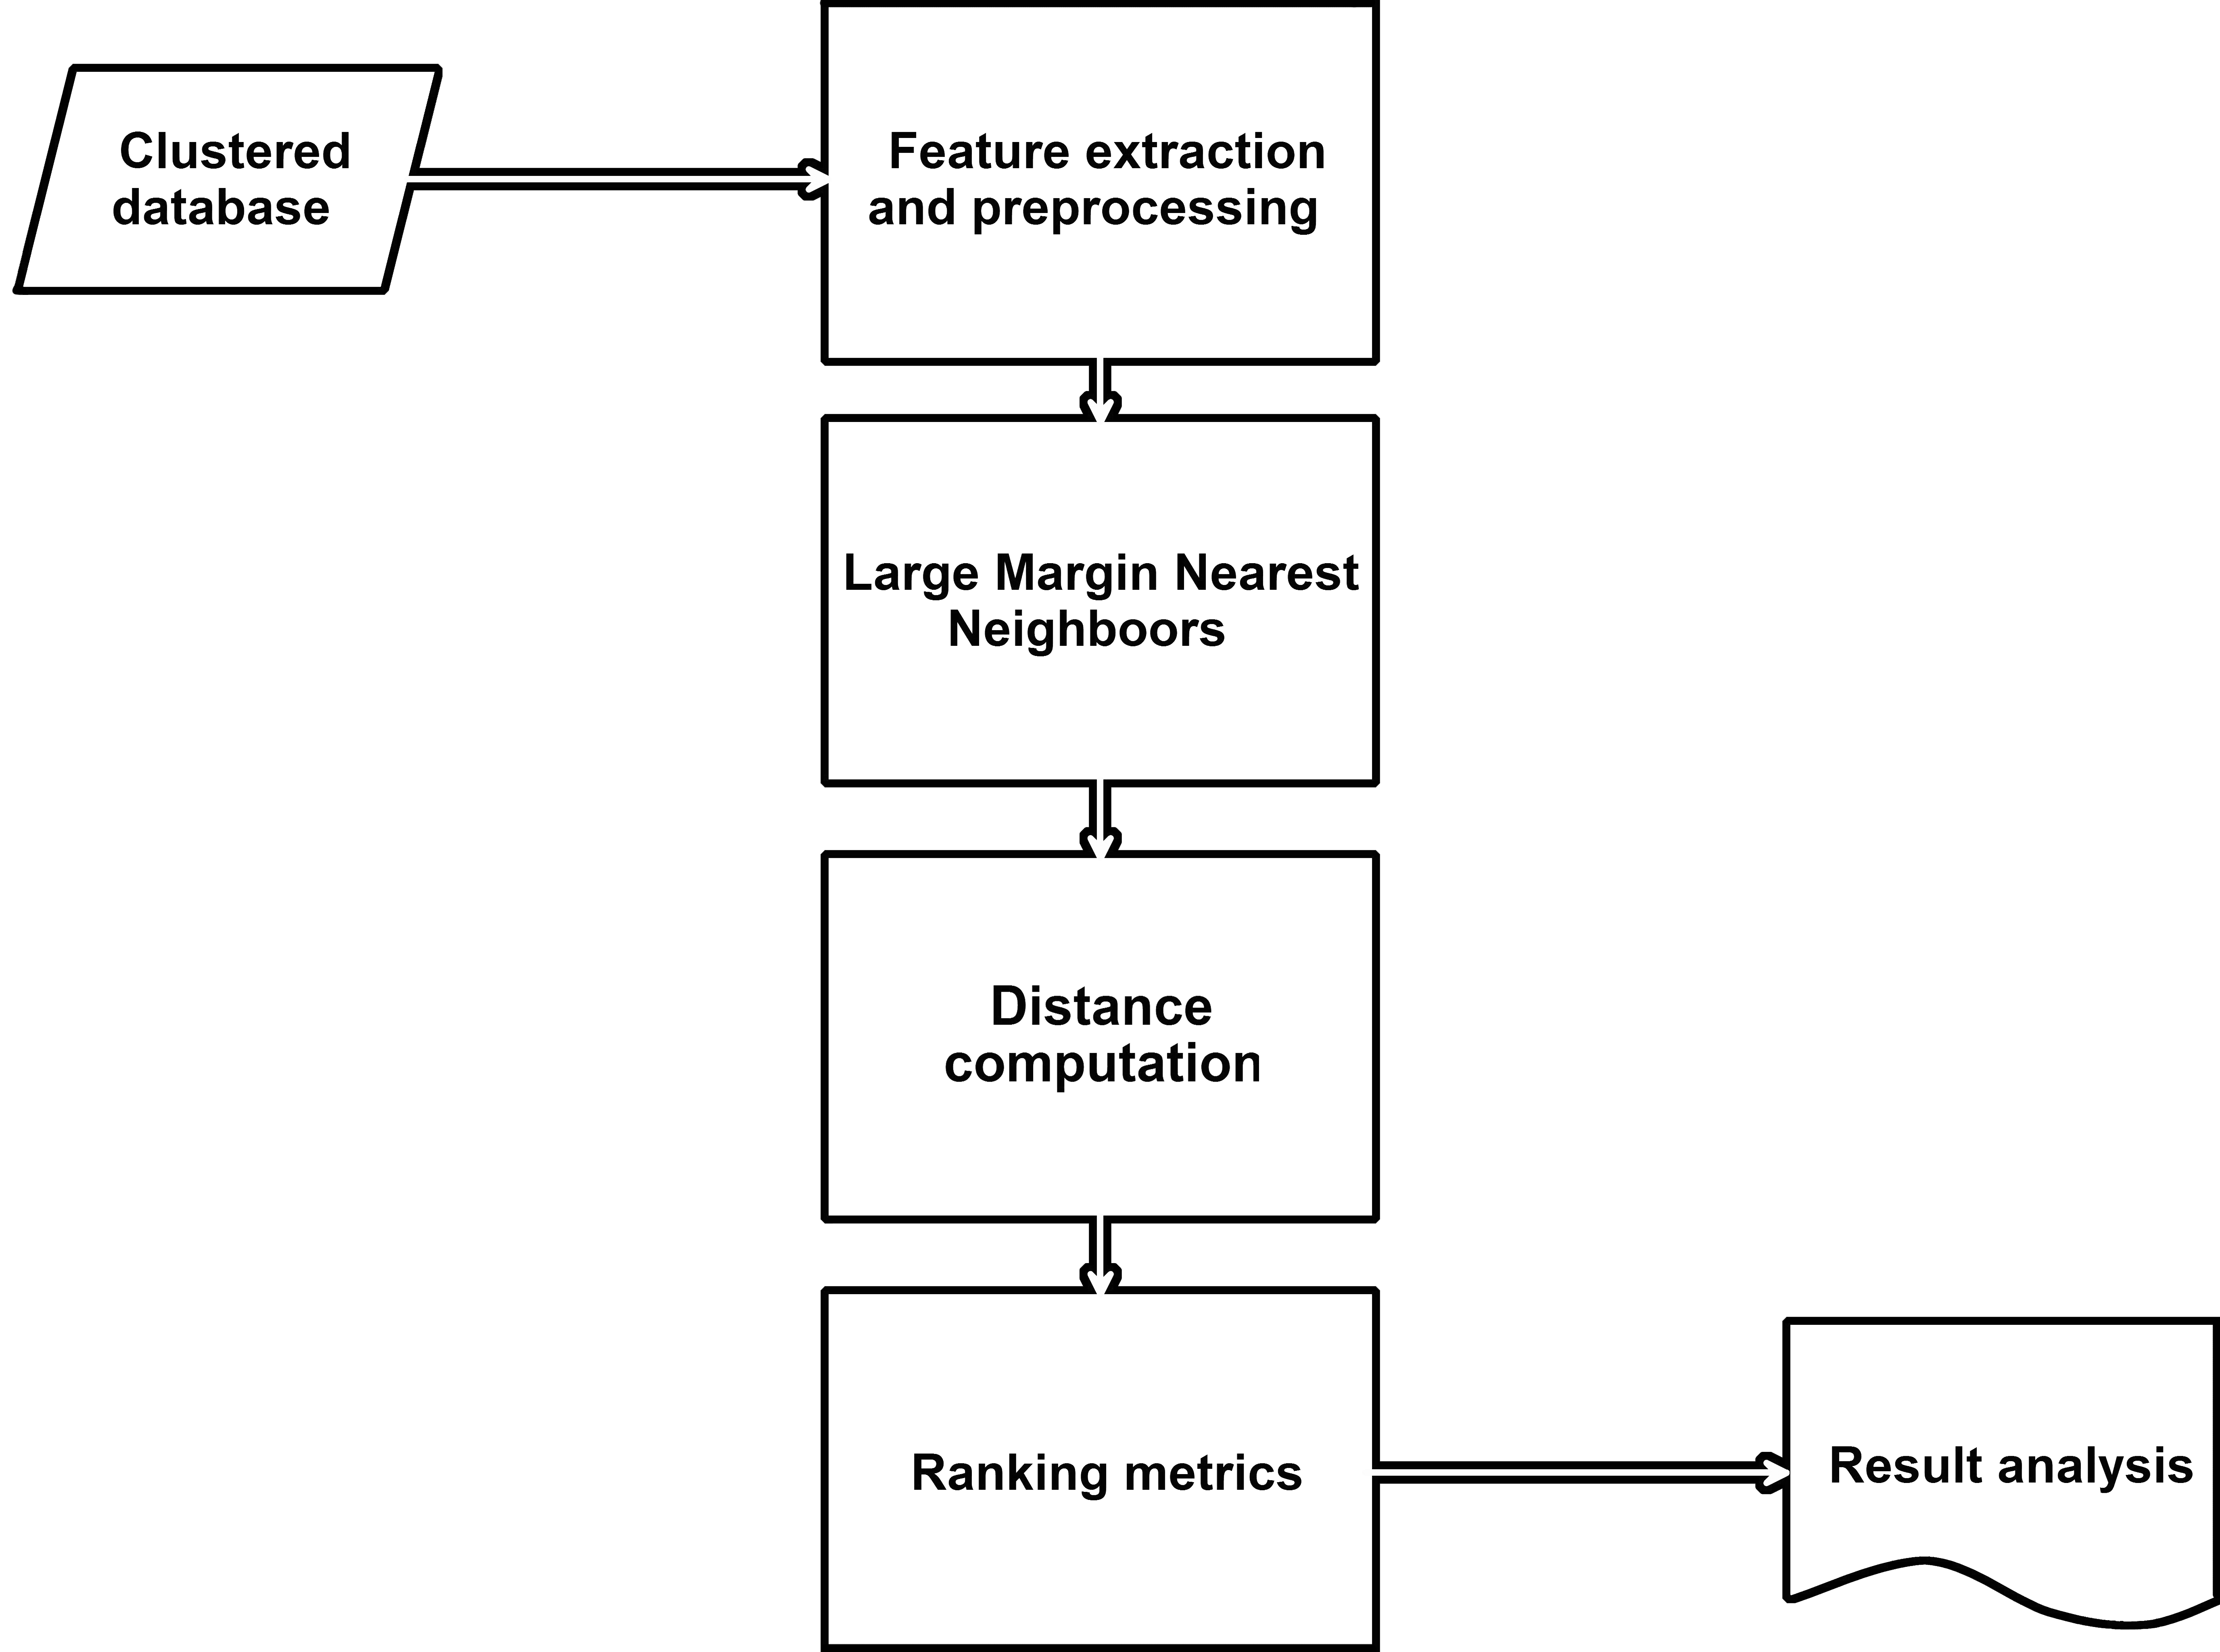 Clustered
database
Feature extraction
and preprocessing
Large Margin Nearest
Neighboors
Distance
computation
Ranking metrics
Result analysis